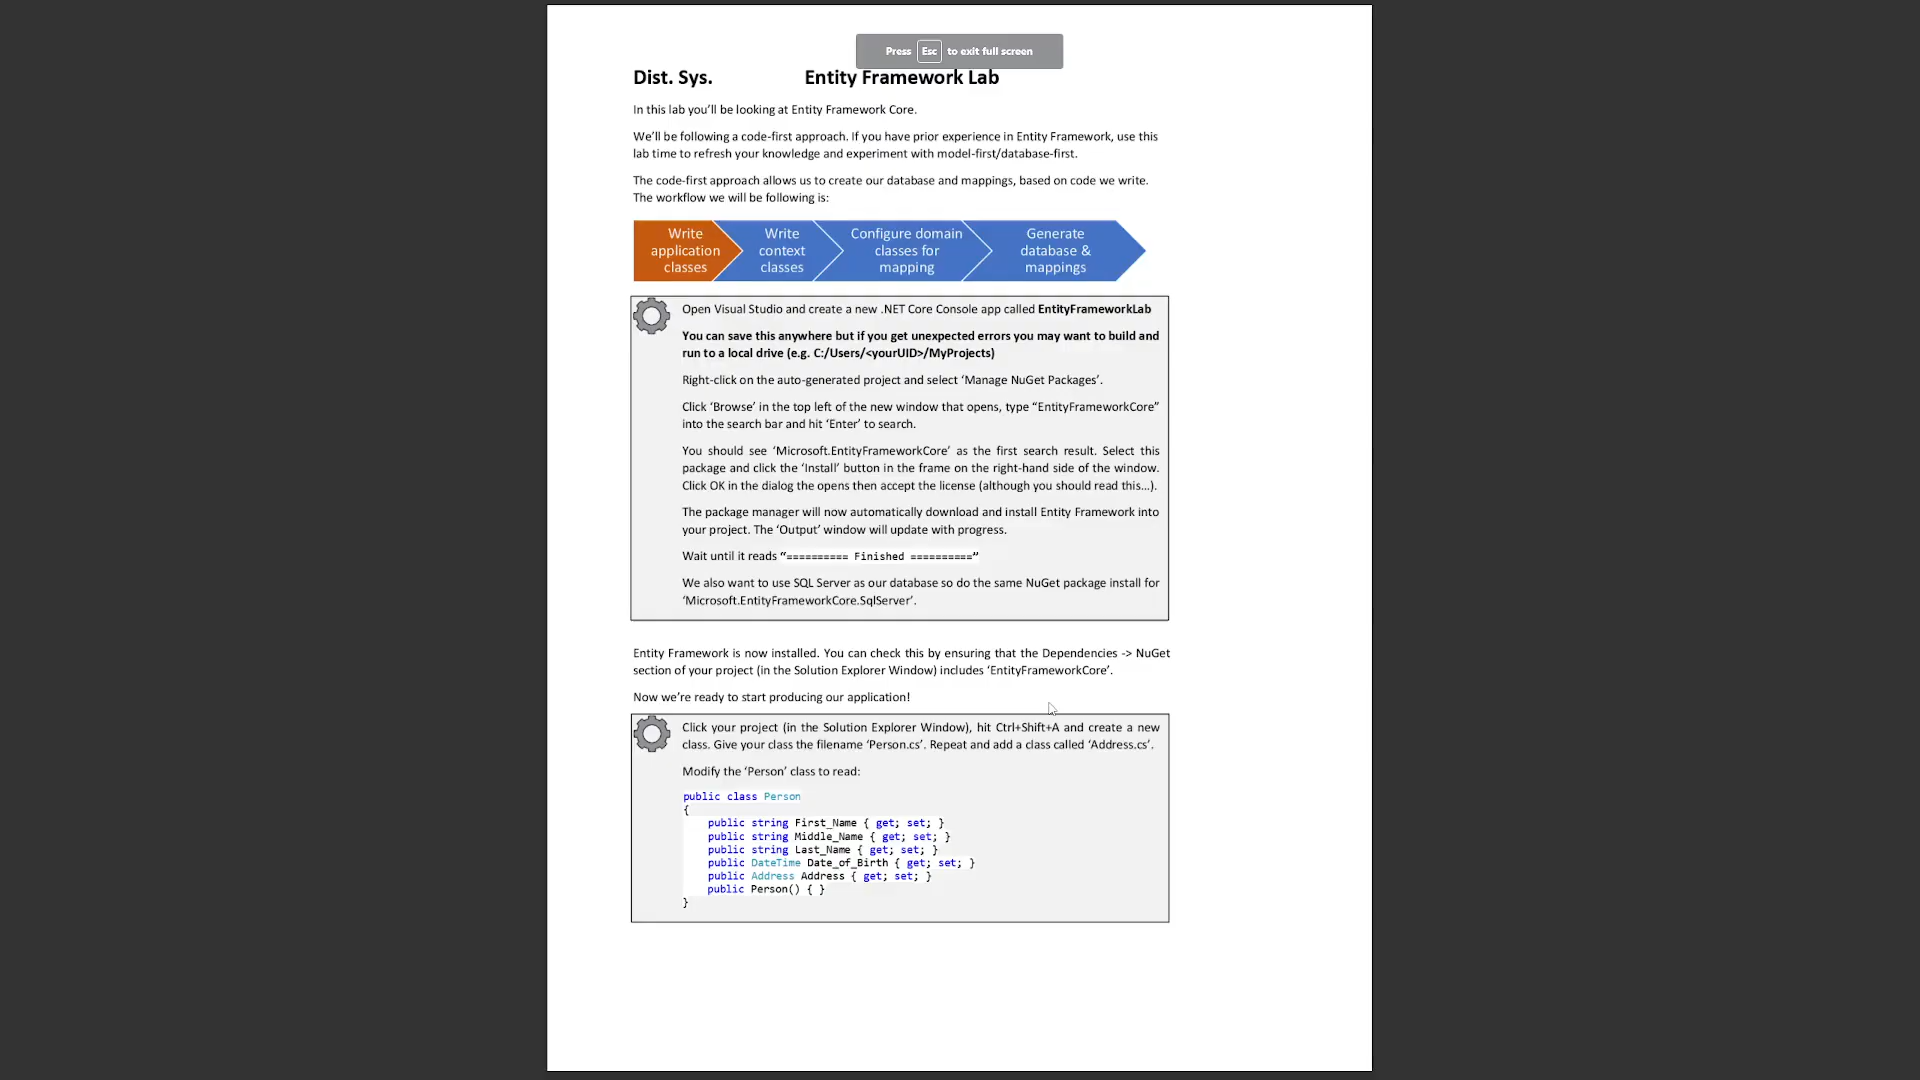 Press Esc to exit full screen
Dist. Sys. Entity Framework Lab
In this lab you’ll be looking at Entity Framework Core.
We’ll be following a code-first approach. If you have prior experience in Entity Framework, use this
lab time to refresh your knowledge and experiment with model-first/database-first.
The code-first approach allows us to create our database and mappings, based on code we write.
The workflow we will be following is:
Write
application
classes
Write
context
classes
Configure domain
classes for
mapping
Generate
database &
mappings
Open Visual Studio and create a new .NET Core Console app called EntityFrameworkLab
You can save this anywhere but if you get unexpected errors you may want to build and
run to a local drive (e.g. C:/Users/<yourUID>/MyProjects)
Right-click on the auto-generated project and select ‘Manage NuGet Packages’.
Click ‘Browse’ in the top left of the new window that opens, type “EntityFrameworkCore”
into the search bar and hit ‘Enter’ to search.
You should see ‘Microsoft.EntityFrameworkCore’ as the first search result. Select this
package and click the ‘Install’ button in the frame on the right-hand side of the window.
Click OK in the dialog the opens then accept the license (although you should read this…).
The package manager will now automatically download and install Entity Framework into
your project. The ‘Output’ window will update with progress.
Wait until it reads “========== Finished ==========”
We also want to use SQL Server as our database so do the same NuGet package install for
‘Microsoft.EntityFrameworkCore.SqlServer’.
Entity Framework is now installed. You can check this by ensuring that the Dependencies -> NuGet
section of your project (in the Solution Explorer Window) includes ‘EntityFrameworkCore’.
Now we’re ready to start producing our application!
Click your project (in the Solution Explorer Window), hit Ctrl+Shift+A and create a new
class. Give your class the filename ‘Person.cs’. Repeat and add a class called ‘Address.cs’.
Modify the ‘Person’ class to read:
public class Person
{
public string First_Name { get; set; }
public string Middle_Name { get; set; }
public string Last_Name { get; set; }
public DateTime Date_of_Birth { get; set; }
public Address Address { get; set; }
public Person() { }
}